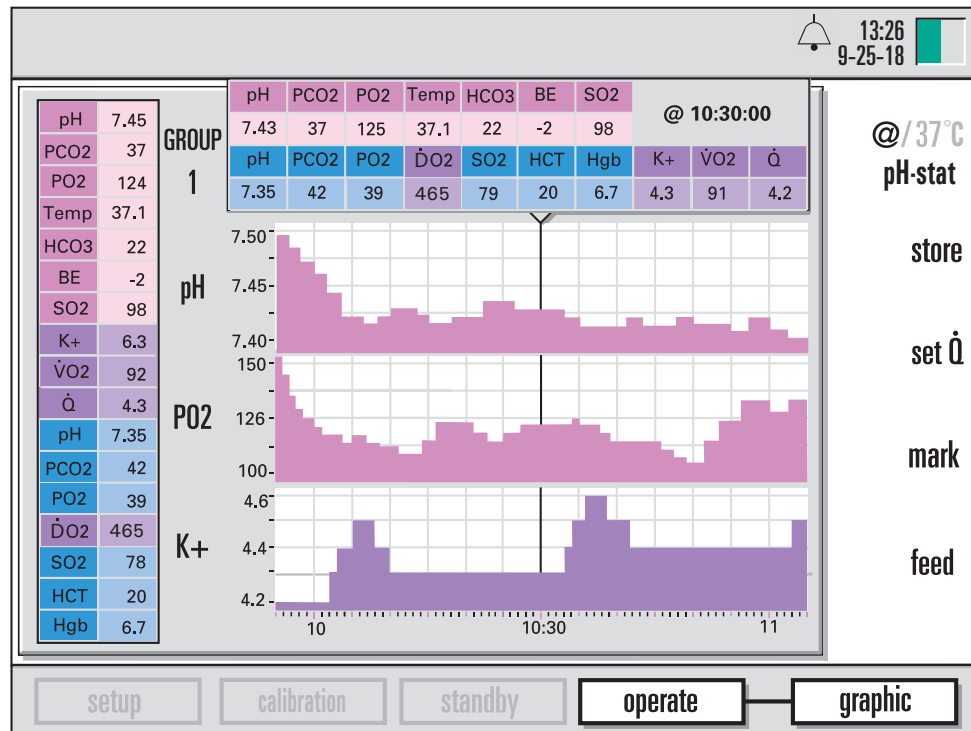 13:26
9-25-18
pH 7.45
PCO2 37
PO2 124
Temp 37.1
HCO3 22
BE -2
SO2 98
K+ 6.3
V̇O2 92
Q̇ 4.3
pH 7.35
PCO2 42
PO2 39
ḊO2 465
SO2 78
HCT 20
Hgb 6.7
GROUP
1
pH PCO2 PO2 Temp HCO3 BE SO2
7.43 37 125 37.1 22 -2 98
@ 10:30:00
pH PCO2 PO2 ḊO2 SO2 HCT Hgb K+ V̇O2 Q̇
7.35 42 39 465 79 20 6.7 4.3 91 4.2
pH
7.50
7.45
7.40
PO2
150
126
100
K+
4.6
4.4
4.2
10 10:30 11
@/37°C
pH-stat
store
set Q̇
mark
feed
setup calibration standby operate graphic